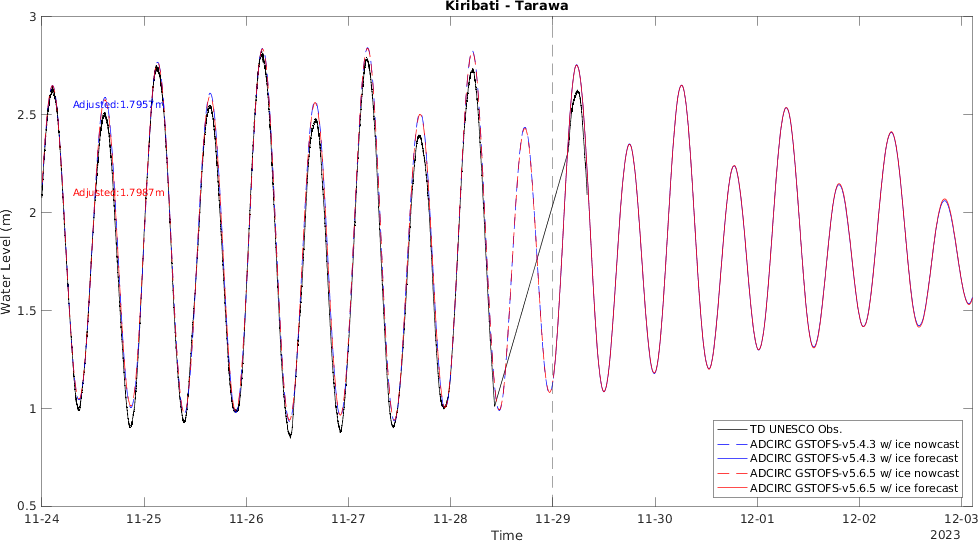 Kiribati - Tarawa
3
2.5
2
1.5
1
0.5
Water Level (m)
Adjusted:1.7957m
Adjusted:1.7987m
TD UNESCO Obs.
ADCIRC GSTOFS-v5.4.3 w/ ice nowcast
ADCIRC GSTOFS-v5.4.3 w/ ice forecast
ADCIRC GSTOFS-v5.6.5 w/ ice nowcast
ADCIRC GSTOFS-v5.6.5 w/ ice forecast
11-24 11-25 11-26 11-27 11-28 11-29 11-30 12-01 12-02 12-03
Time
2023